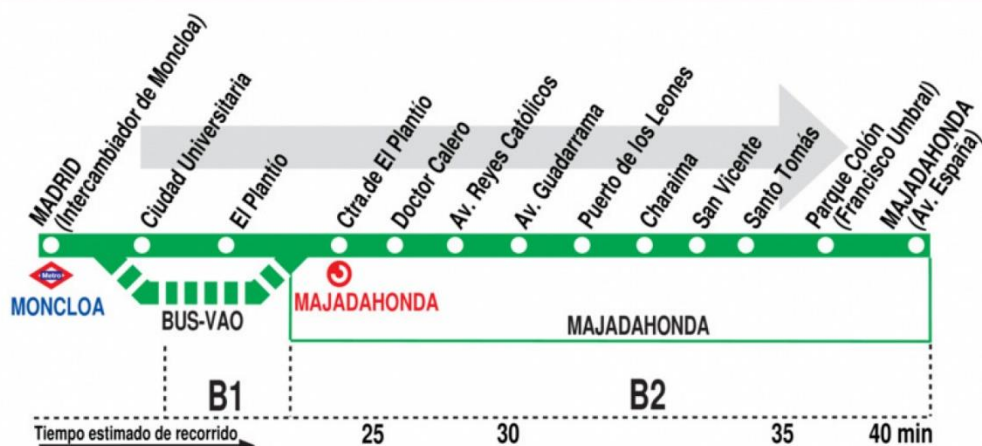 MADRID
(Intercambiador de Moncloa)
Ciudad Universitaria
El Plantío
Ctra.de El Plantío
Doctor Calero
Av. Reyes Católicos
Av. Guadarrama
Puerto de los Leones
Charaima
San Vicente
Santo Tomás
Parque Colón
(Francisco Umbral)
MAJADAHONDA
(Av. España)
Metro
MONCLOA
BUS-VAO
MAJADAHONDA
MAJADAHONDA
B1
B2
Tiempo estimado de recorrido
25
30
35
40 min